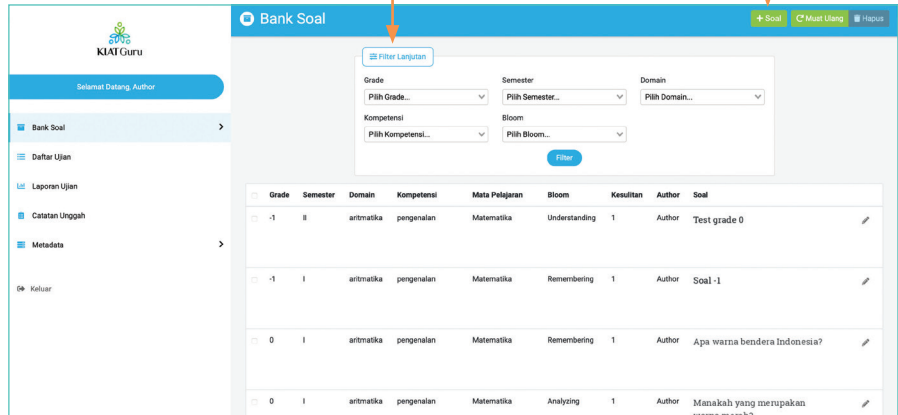 KIATGuru
Selamat Datang, Author
Bank Soal
Daftar Ujian
Laporan Ujian
Catatan Unggah
Metadata
Keluar
Bank Soal
+ Soal
Muat Ulang
Hapus
Filter Lanjutan
Grade Semester Domain
Pilih Grade... Pilih Semester... Pilih Domain...
Kompetensi Bloom
Pilih Kompetensi... Pilih Bloom...
Filter
Grade Semester Domain Kompetensi Mata Pelajaran Bloom Kesulitan Author Soal
-1 II aritmatika pengenalan Matematika Understanding 1 Author Test grade 0
-1 I aritmatika pengenalan Matematika Remembering 1 Author Soal -1
0 I aritmatika pengenalan Matematika Remembering 1 Author Apa warna bendera Indonesia?
0 I aritmatika pengenalan Matematika Analyzing 1 Author Manakah yang merupakan